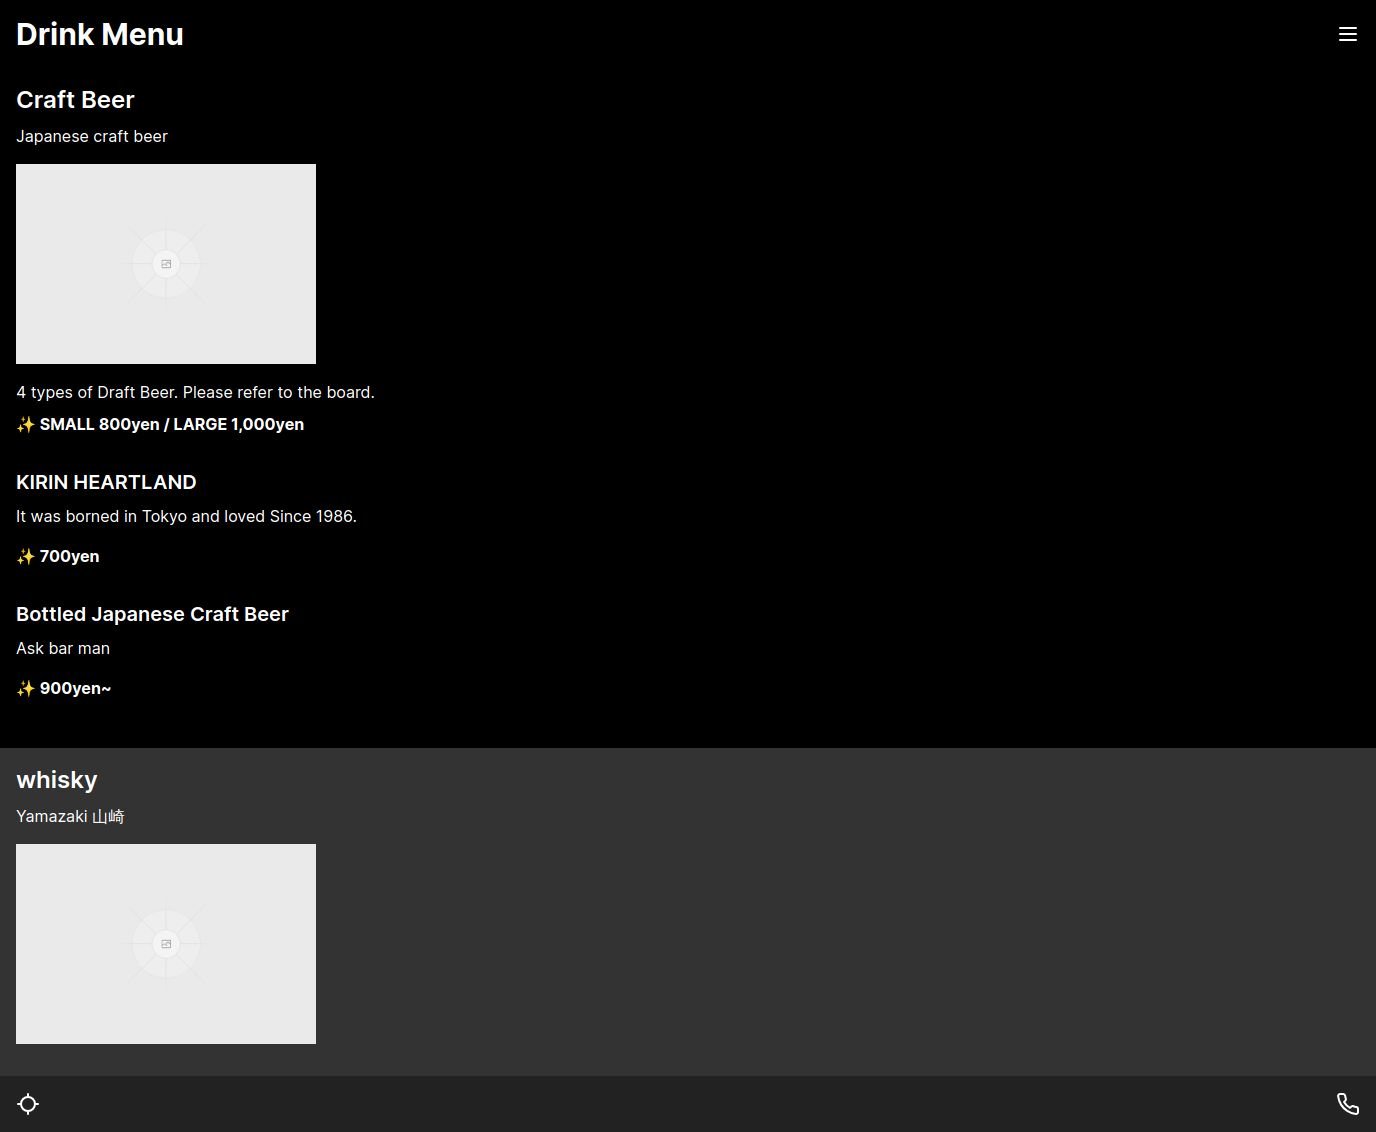 Drink Menu
Craft Beer
Japanese craft beer
4 types of Draft Beer. Please refer to the board.
✨ SMALL 800yen / LARGE 1,000yen
KIRIN HEARTLAND
It was borned in Tokyo and loved Since 1986.
✨ 700yen
Bottled Japanese Craft Beer
Ask bar man
✨ 900yen~
whisky
Yamazaki 山崎